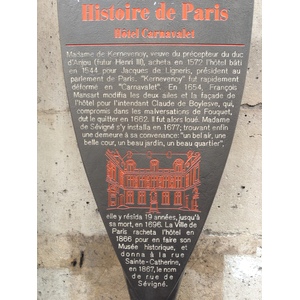 Histoire de Paris
Hôtel Carnavalet
Madame de Kernevenoy, veuve du précepteur du duc
d'Anjou (futur Henri III), acheta en 1572 l'hôtel bâti
en 1544 pour Jacques de Ligneris, président au
parlement de Paris. "Kernevenoy" fut rapidement
déformé en "Carnavalet". En 1654, François
Mansart modifia les deux ailes et la façade de
l'hôtel pour l'intendant Claude de Boylesve, qui,
compromis dans les malversations de Fouquet,
dut le quitter en 1662. Il fut alors loué. Madame
de Sévigné s'y installa en 1677; trouvant enfin
une demeure à sa convenance: "un bel air, une
belle cour, un beau jardin, un beau quartier",
elle y résida 19 années, jusqu'à
sa mort, en 1696. La Ville de
Paris racheta l'hôtel en
1866 pour en faire son
Musée historique, et
donna à la rue
Sainte-Catherine,
en 1867, le nom
de rue de
Sévigné.